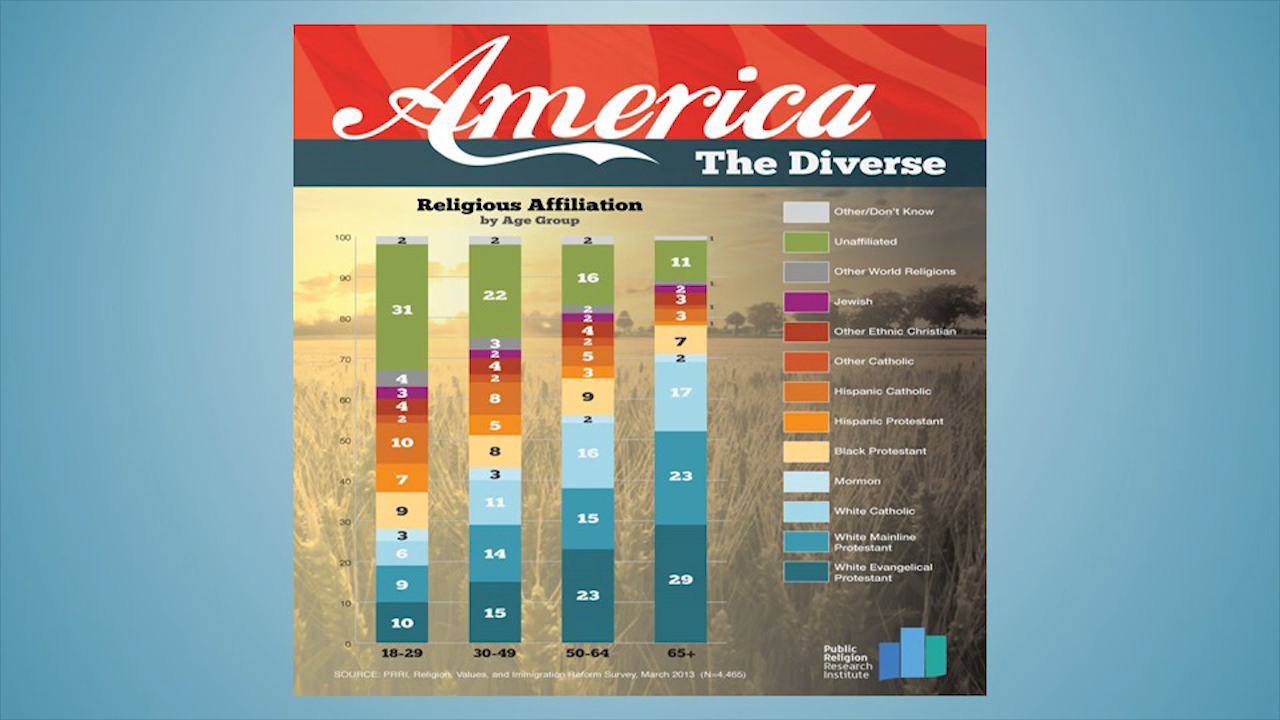 America
The Diverse
Religious Affiliation
by Age Group
100
90
80
70
60
50
40
30
20
10
0
2
31
4
3
4
2
10
7
9
3
6
9
10
2
22
3
2
4
2
8
5
8
3
11
14
15
2
16
2
2
4
2
5
3
9
2
16
15
23
1
11
1
2
3
1
3
1
7
2
17
23
29
18-29
30-49
50-64
65+
Other/Don't Know
Unaffiliated
Other World Religions
Jewish
Other Ethnic Christian
Other Catholic
Hispanic Catholic
Hispanic Protestant
Black Protestant
Mormon
White Catholic
White Mainline
Protestant
White Evangelical
Protestant
SOURCE: PRRI, Religion, Values, and Immigration Reform Survey, March 2013 (N=4,465)
Public
Religion
Research
Institute